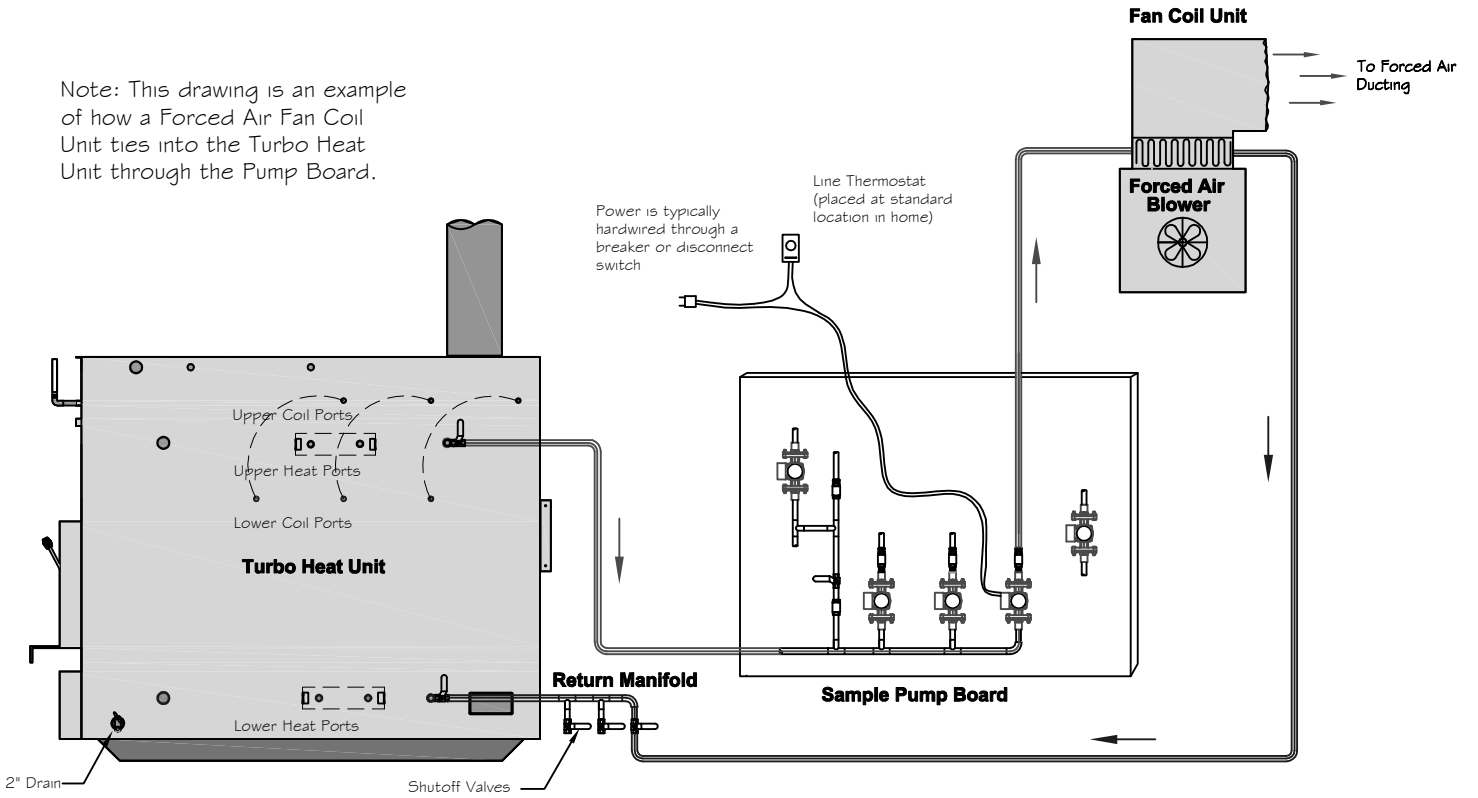 Fan Coil Unit
To Forced Air
Ducting
Note: This drawing is an example
of how a Forced Air Fan Coil
Unit ties into the Turbo Heat
Unit through the Pump Board.
Forced Air
Blower
Line Thermostat
(placed at standard
location in home)
Power is typically
hardwired through a
breaker or disconnect
switch
Upper Coil Ports
Upper Heat Ports
Lower Coil Ports
Turbo Heat Unit
Return Manifold
Sample Pump Board
Lower Heat Ports
2" Drain
Shutoff Valves